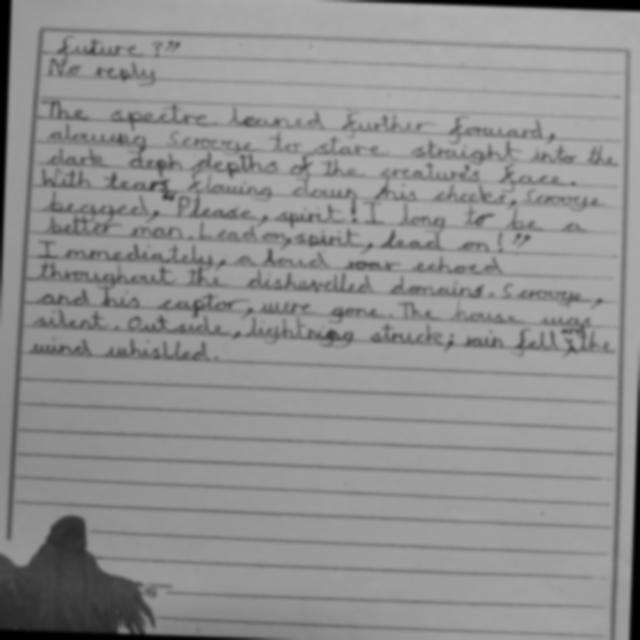 future?"
No reply
The spectre leaned further forward,
alowing Scrooge to stare straight into the
dark deph depths of the creature's face.
With tears flowing down his cheeks, Scrooge
begged, "Please, spirit! I long to be a
better man. Lead on, spirit, lead on!"
Immediately, a loud roar echoed
throughout the dishevelled domains. Scrooge,
and his captor, were gone. The house was
silent. Outside, lightning struck; rain fell; the
wind whistled.